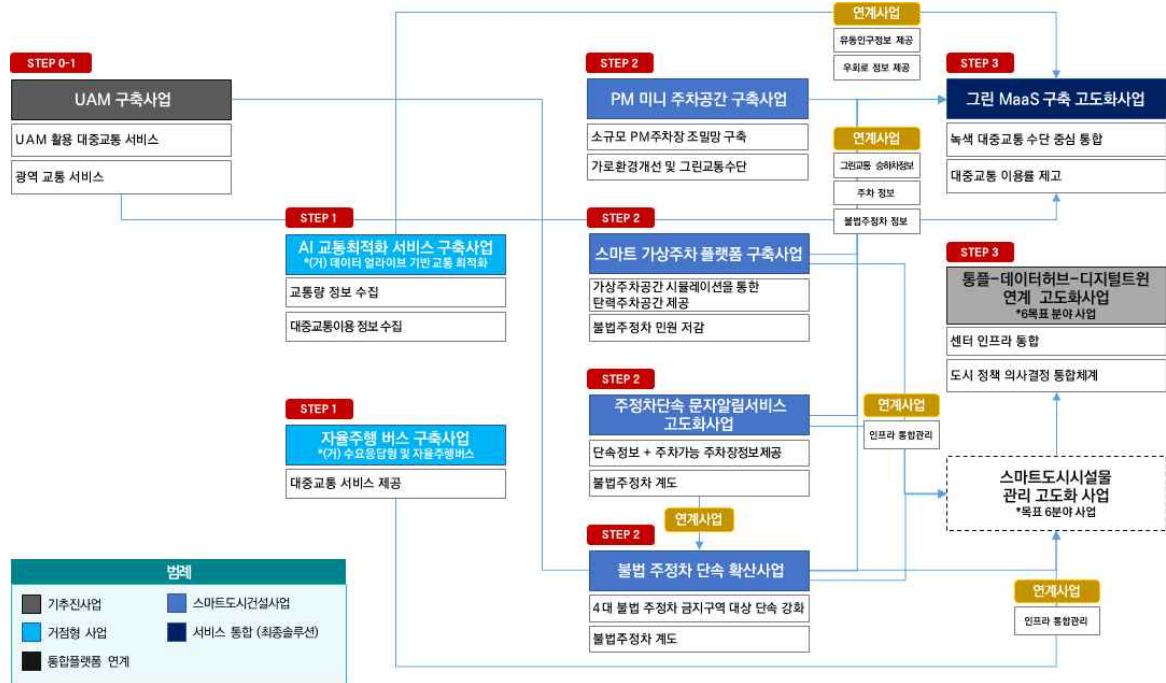 연계사업
유동인구정보 제공
우회로 정보 제공
STEP 0-1
UAM 구축사업
UAM 활용 대중교통 서비스
광역 교통 서비스
STEP 2
PM 미니 주차공간 구축사업
소규모 PM주차장 조밀망 구축
가로환경개선 및 그린교통수단
STEP 3
그린 MaaS 구축 고도화사업
녹색 대중교통 수단 중심 통합
대중교통 이용률 제고
연계사업
그린교통 승하차정보
주차 정보
불법주정차 정보
STEP 1
AI 교통최적화 서비스 구축사업
*(거) 데이터 얼라이브 기반 교통 최적화
교통량 정보 수집
대중교통이용 정보 수집
STEP 2
스마트 가상주차 플랫폼 구축사업
가상주차공간 시뮬레이션을 통한
탄력주차공간 제공
불법주정차 민원 저감
STEP 3
통플-데이터허브-디지털트윈
연계 고도화사업
*6목표 분야 사업
센터 인프라 통합
도시 정책 의사결정 통합체계
STEP 1
자율주행 버스 구축사업
*(거) 수요응답형 및 자율주행버스
대중교통 서비스 제공
STEP 2
주정차단속 문자알림서비스
고도화사업
단속정보 + 주차가능 주차장정보제공
불법주정차 계도
연계사업
인프라 통합관리
스마트도시시설물
관리 고도화 사업
*목표 6분야 사업
연계사업
STEP 2
불법 주정차 단속 확산사업
4대 불법 주정차 금지구역 대상 단속 강화
불법주정차 계도
연계사업
인프라 통합관리
범례
기추진사업
스마트도시건설사업
거점형 사업
서비스 통합 (최종솔루션)
통합플랫폼 연계